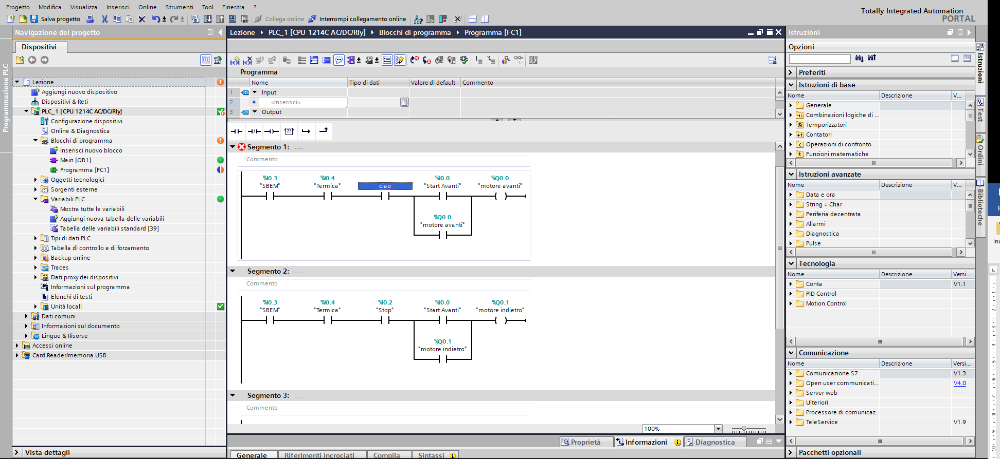 Progetto Modifica Visualizza Inserisci Online Strumenti Tool Finestra ?
Totally Integrated Automation
PORTAL
Salva progetto Collega online Interrompi collegamento online
Programmazione PLC
Navigazione del progetto
Dispositivi
Lezione
Aggiungi nuovo dispositivo
Dispositivi & Reti
PLC_1 [CPU 1214C AC/DC/Rly]
Configurazione dispositivi
Online & Diagnostica
Blocchi di programma
Inserisci nuovo blocco
Main [OB1]
Programma [FC1]
Oggetti tecnologici
Sorgenti esterne
Variabili PLC
Mostra tutte le variabili
Aggiungi nuova tabella delle variabili
Tabella delle variabili standard [39]
Tipi di dati PLC
Tabella di controllo e di forzamento
Backup online
Traces
Dati proxy dei dispositivi
Informazioni sul programma
Elenchi di testi
Unità locali
Dati comuni
Informazioni sul documento
Lingue & Risorse
Accessi online
Card Reader/memoria USB
Vista dettagli
Lezione PLC_1 [CPU 1214C AC/DC/Rly] Blocchi di programma Programma [FC1]
Programma
Nome Tipo di dati Valore di default Commento
1 Input
2 <Inserisci>
3 Output
??
Segmento 1: .....
Commento
%I0.3 %I0.4 %I0.0 %Q0.0
"SBEM" "Termica" ciao "Start Avanti" "motore avanti"
%Q0.0
"motore avanti"
Segmento 2: .....
Commento
%I0.3 %I0.4 %I0.2 %I0.0 %Q0.1
"SBEM" "Termica" "Stop" "Start Avanti" "motore indietro"
%Q0.1
"motore indietro"
Segmento 3: .....
Commento
100%
Proprietà Informazioni Diagnostica
Generale Riferimenti incrociati Compila Sintassi
Istruzioni
Opzioni
Preferiti
Istruzioni di base
Nome Descrizione V...
Generale
Combinazioni logiche di ...
Temporizzatori
Contatori
Operazioni di confronto
Funzioni matematiche
Istruzioni avanzate
Nome Descrizione V...
Data e ora
String + Char
Periferia decentrata
Allarmi
Diagnostica
Pulse
Tecnologia
Nome Descrizione Versi...
Conta V1.1
PID Control
Motion Control
Comunicazione
Nome Descrizione Versi...
Comunicazione S7 V1.3
Open user communicati... V4.0
Server web
Ulteriori
Processore di comunicaz..
TeleService V1.9
Pacchetti opzionali
Istruzioni
Test
Ordini
Biblioteche